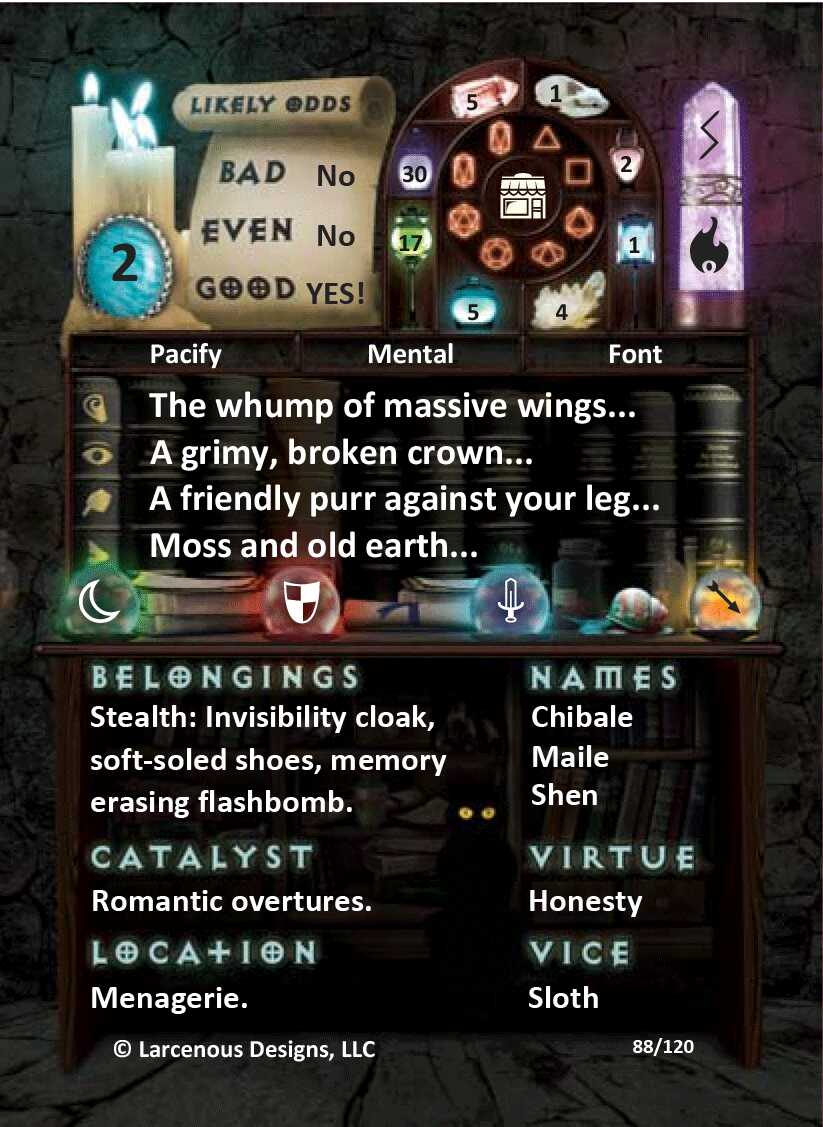 LIKELY ODDS
BAD No
EVEN No
GOOD YES!
2
5
1
30
2
17
1
5
4
Pacify Mental Font
The whump of massive wings...
A grimy, broken crown...
A friendly purr against your leg...
Moss and old earth...
BELONGINGS
Stealth: Invisibility cloak,
soft-soled shoes, memory
erasing flashbomb.
NAMES
Chibale
Maile
Shen
CATALYST
Romantic overtures.
VIRTUE
Honesty
LOCATION
Menagerie.
VICE
Sloth
© Larcenous Designs, LLC
88/120